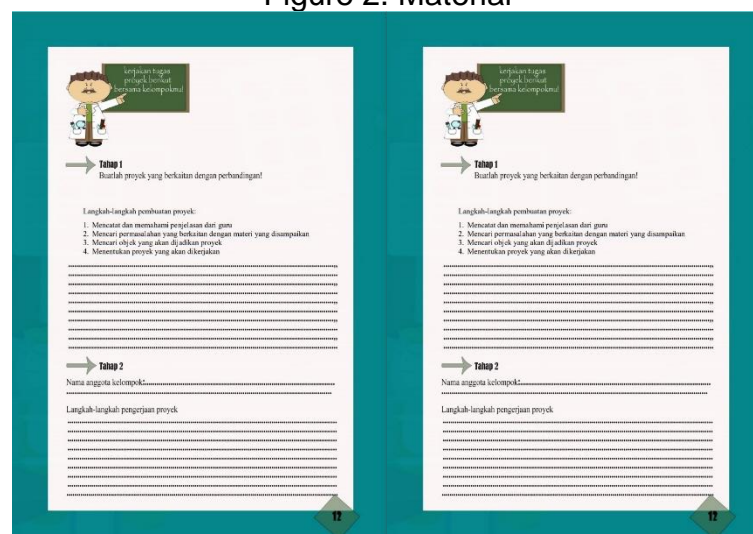 Figure 2. Material
kerjakan tugas
proyek berikut
bersama kelompokmu!
Tahap 1
Buatlah proyek yang berkaitan dengan perbandingan!
Langkah-langkah pembuatan proyek:
1. Mencatat dan memahami penjelasan dari guru
2. Mencari permasalahan yang berkaitan dengan materi yang disampaikan
3. Mencari objek yang akan dijadikan proyek
4. Menentukan proyek yang akan dikerjakan
Tahap 2
Nama anggota kelompok:
Langkah-langkah pengerjaan proyek
12
kerjakan tugas
proyek berikut
bersama kelompokmu!
Tahap 1
Buatlah proyek yang berkaitan dengan perbandingan!
Langkah-langkah pembuatan proyek:
1. Mencatat dan memahami penjelasan dari guru
2. Mencari permasalahan yang berkaitan dengan materi yang disampaikan
3. Mencari objek yang akan dijadikan proyek
4. Menentukan proyek yang akan dikerjakan
Tahap 2
Nama anggota kelompok:
Langkah-langkah pengerjaan proyek
12